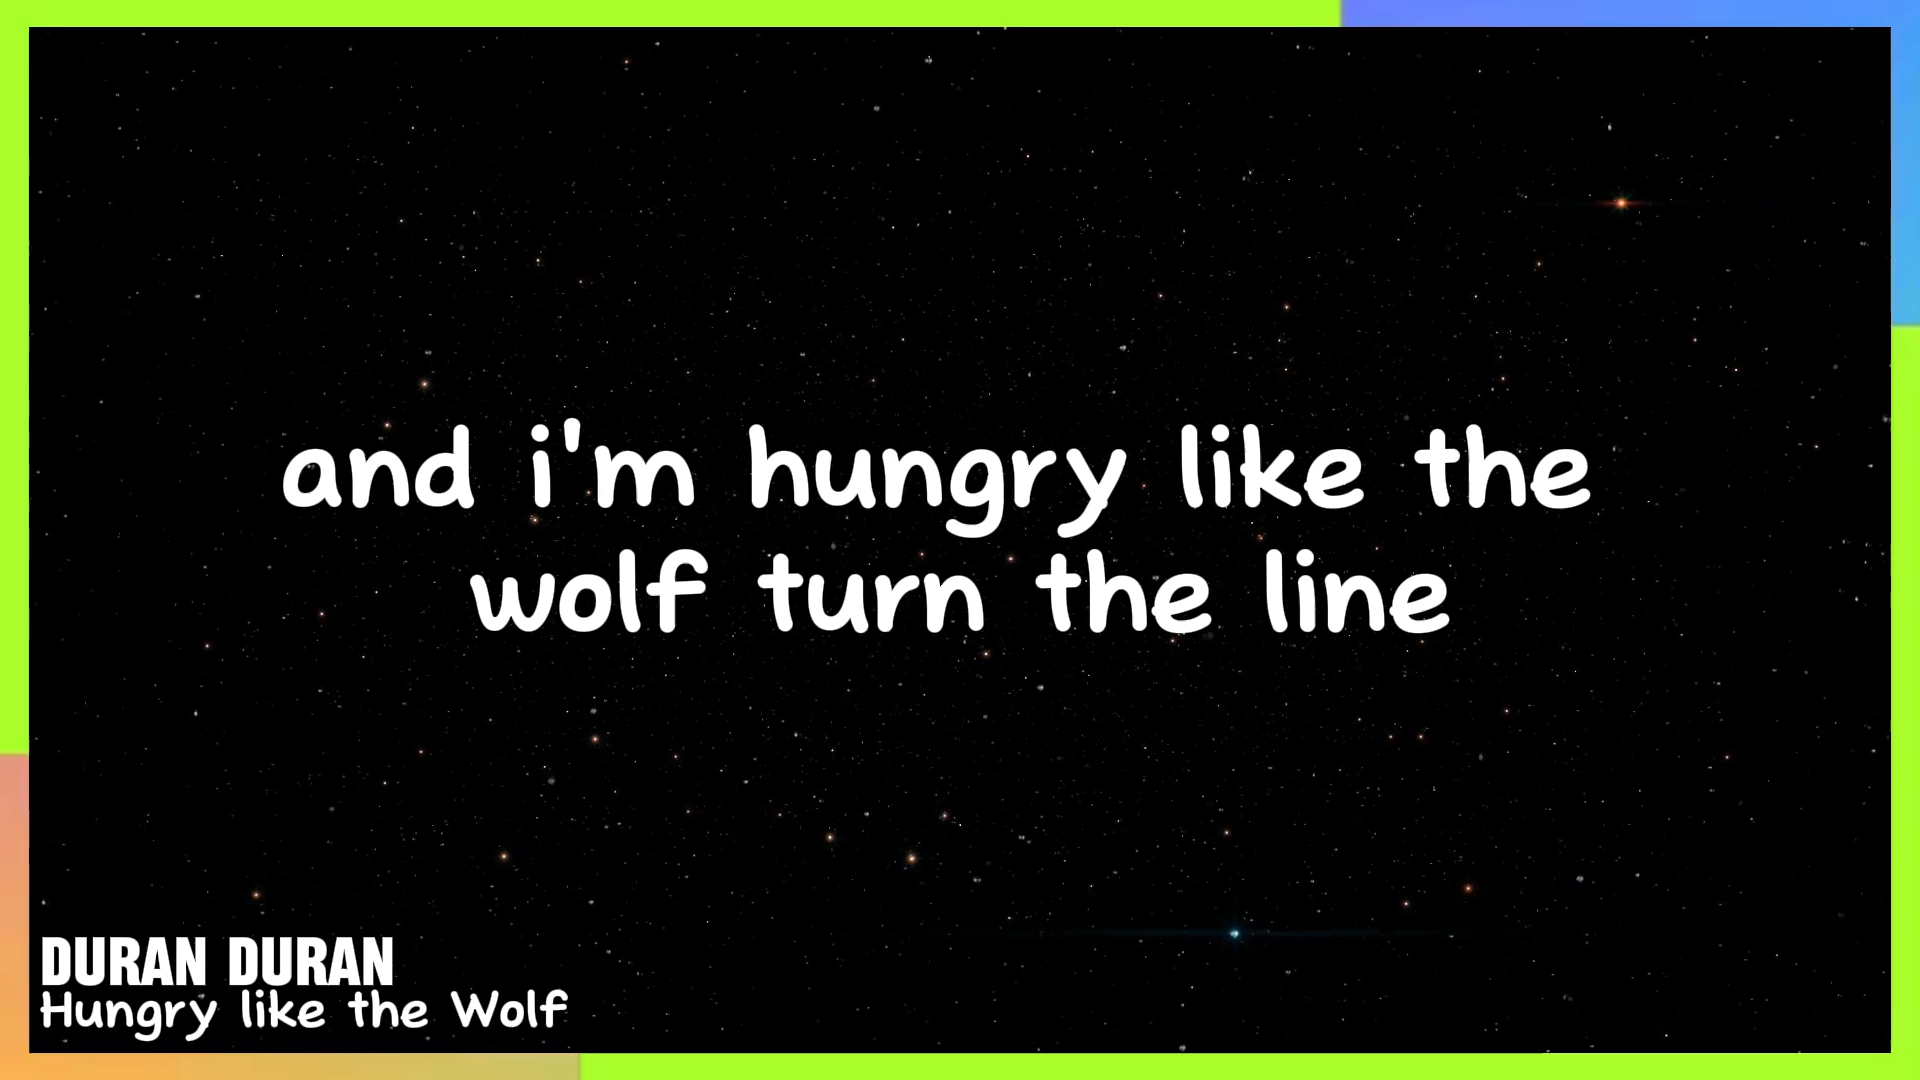 and i'm hungry like the
wolf turn the line
DURAN DURAN
Hungry like the Wolf